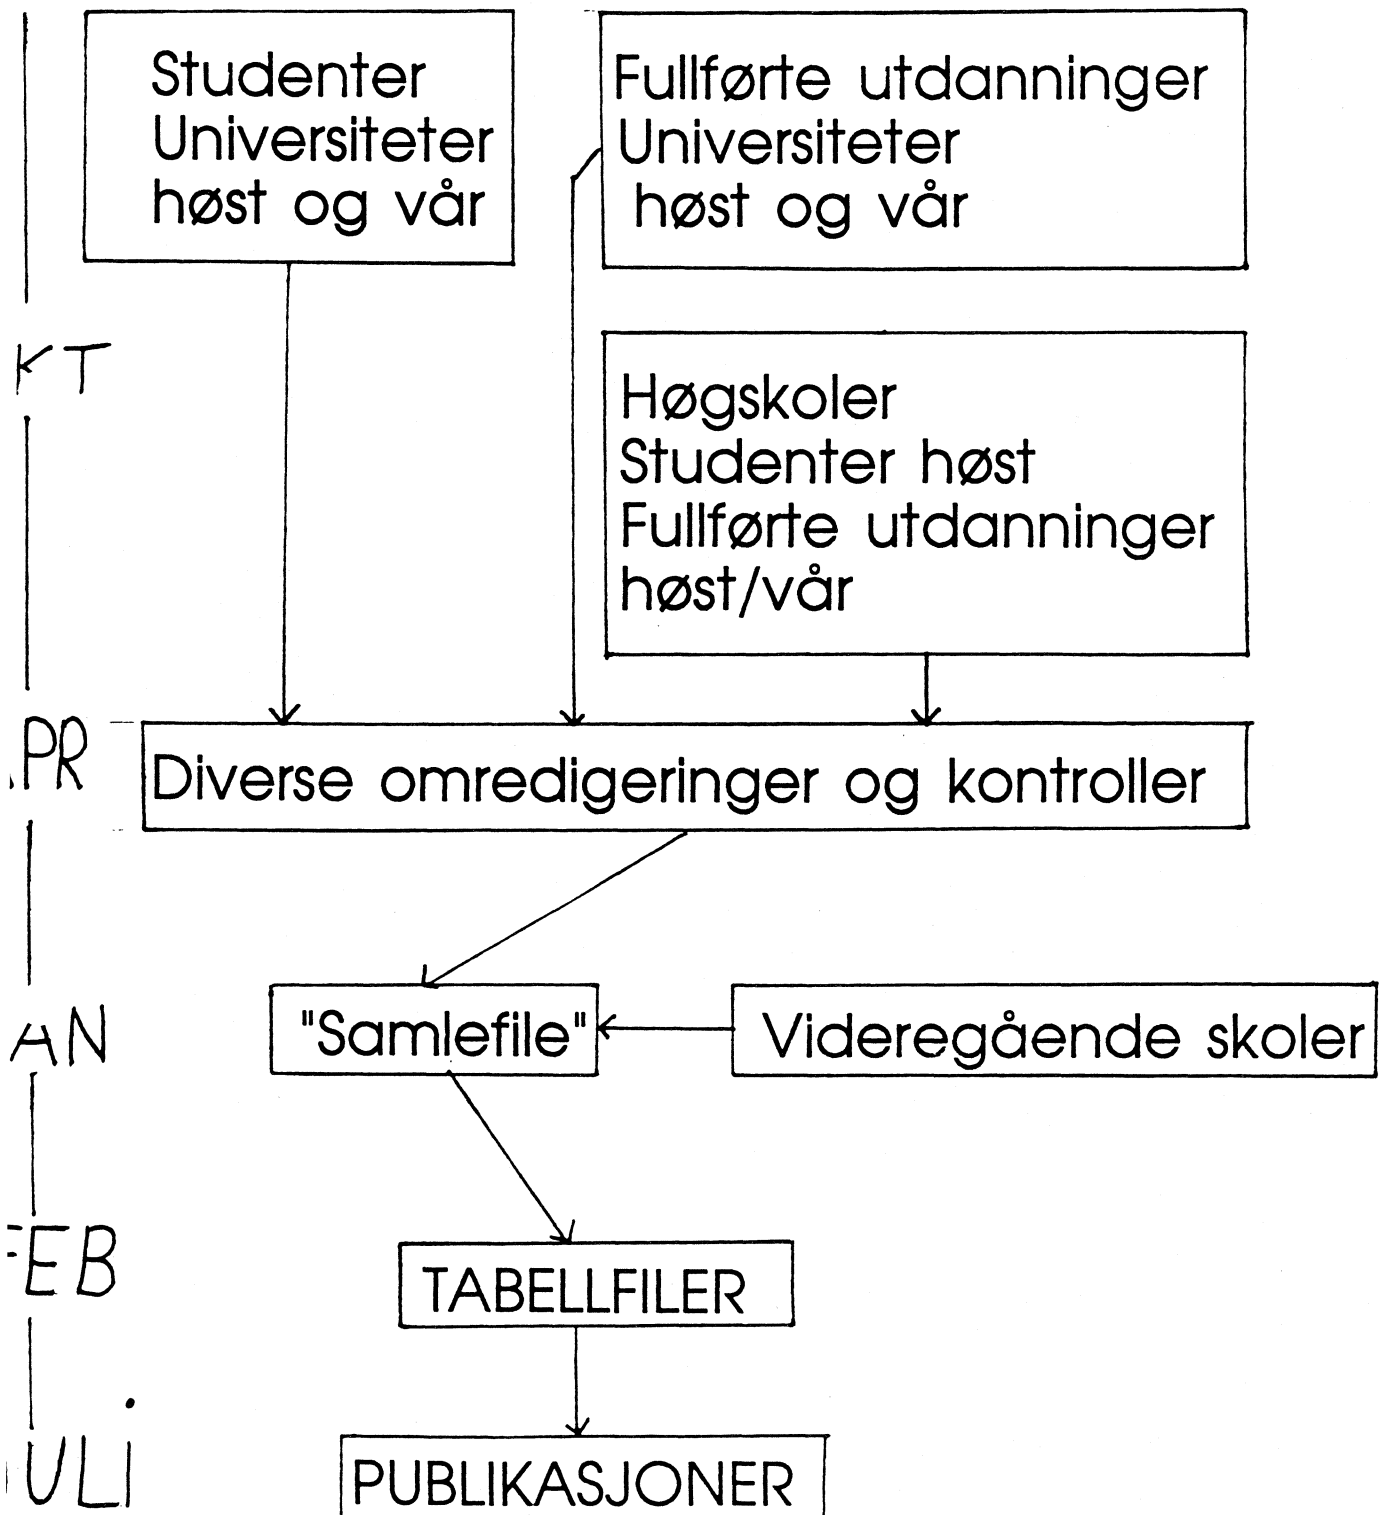 Studenter
Universiteter
høst og vår
Fullførte utdanninger
Universiteter
høst og vår
KT
Høgskoler
Studenter høst
Fullførte utdanninger
høst/vår
PR
Diverse omredigeringer og kontroller
AN
"Samlefile"
Videregående skoler
EB
TABELLFILER
ULi
PUBLIKASJONER